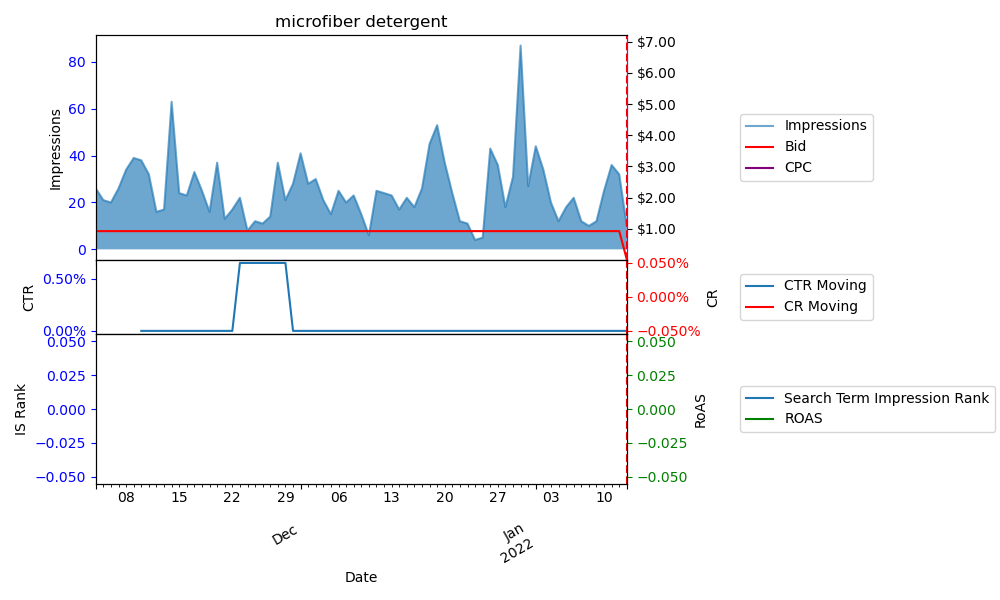 microfiber detergent
Impressions
80
60
40
20
0
$7.00
$6.00
$5.00
$4.00
$3.00
$2.00
$1.00
Impressions
Bid
CPC
CTR
0.50%
0.00%
0.050%
0.000%
−0.050%
CR
CTR Moving
CR Moving
IS Rank
0.050
0.025
0.000
−0.025
−0.050
0.050
0.025
0.000
−0.025
−0.050
RoAS
Search Term Impression Rank
ROAS
08 15 22 29 06 13 20 27 03 10
Dec
Jan
2022
Date